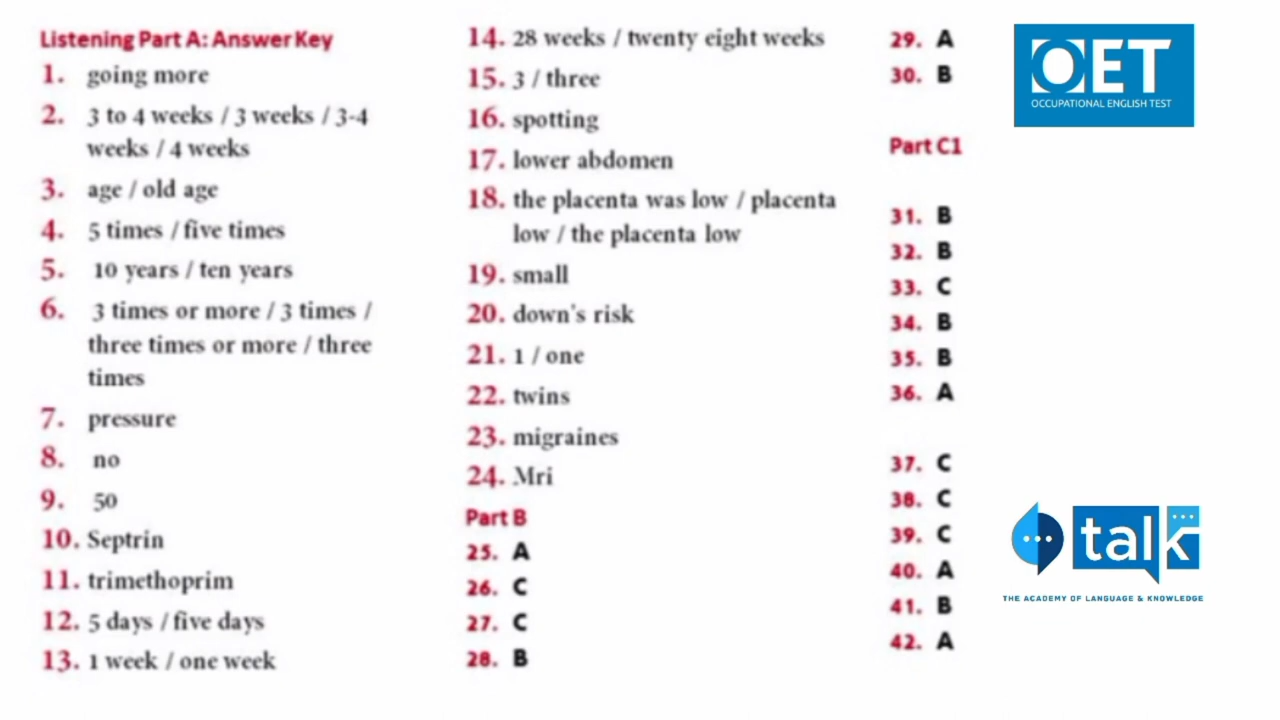 Listening Part A: Answer Key
1. going more
2. 3 to 4 weeks / 3 weeks / 3-4
weeks / 4 weeks
3. age / old age
4. 5 times / five times
5. 10 years / ten years
6. 3 times or more / 3 times /
three times or more / three
times
7. pressure
8. no
9. 50
10. Septrin
11. trimethoprim
12. 5 days / five days
13. 1 week / one week
14. 28 weeks / twenty eight weeks
15. 3 / three
16. spotting
17. lower abdomen
18. the placenta was low / placenta
low / the placenta low
19. small
20. down's risk
21. 1 / one
22. twins
23. migraines
24. Mri
Part B
25. A
26. C
27. C
28. B
29. A
30. B
Part C1
31. B
32. B
33. C
34. B
35. B
36. A
37. C
38. C
39. C
40. A
41. B
42. A
OET
OCCUPATIONAL ENGLISH TEST
talk
THE ACADEMY OF LANGUAGE & KNOWLEDGE